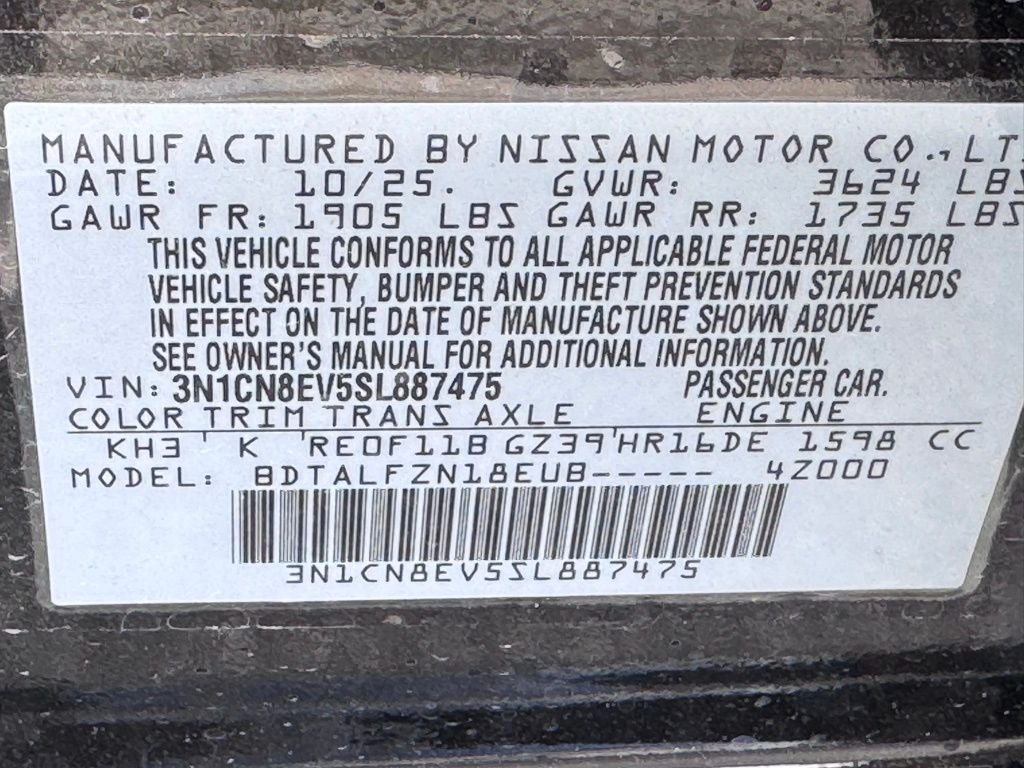 MANUFACTURED BY NISSAN MOTOR CO., LT
DATE: 10/25. GVWR: 3624 LBS
GAWR FR: 1905 LBS GAWR RR: 1735 LBS
THIS VEHICLE CONFORMS TO ALL APPLICABLE FEDERAL MOTOR
VEHICLE SAFETY, BUMPER AND THEFT PREVENTION STANDARDS
IN EFFECT ON THE DATE OF MANUFACTURE SHOWN ABOVE.
SEE OWNER'S MANUAL FOR ADDITIONAL INFORMATION.
VIN: 3N1CN8EV5SL887475 PASSENGER CAR.
COLOR TRIM TRANS AXLE ENGINE
KH3 ' K 'RE0F11B GZ39'HR16DE 1598 CC
MODEL: BDTALFZN18EUB----- 4Z000
3N1CN8EV5SL887475